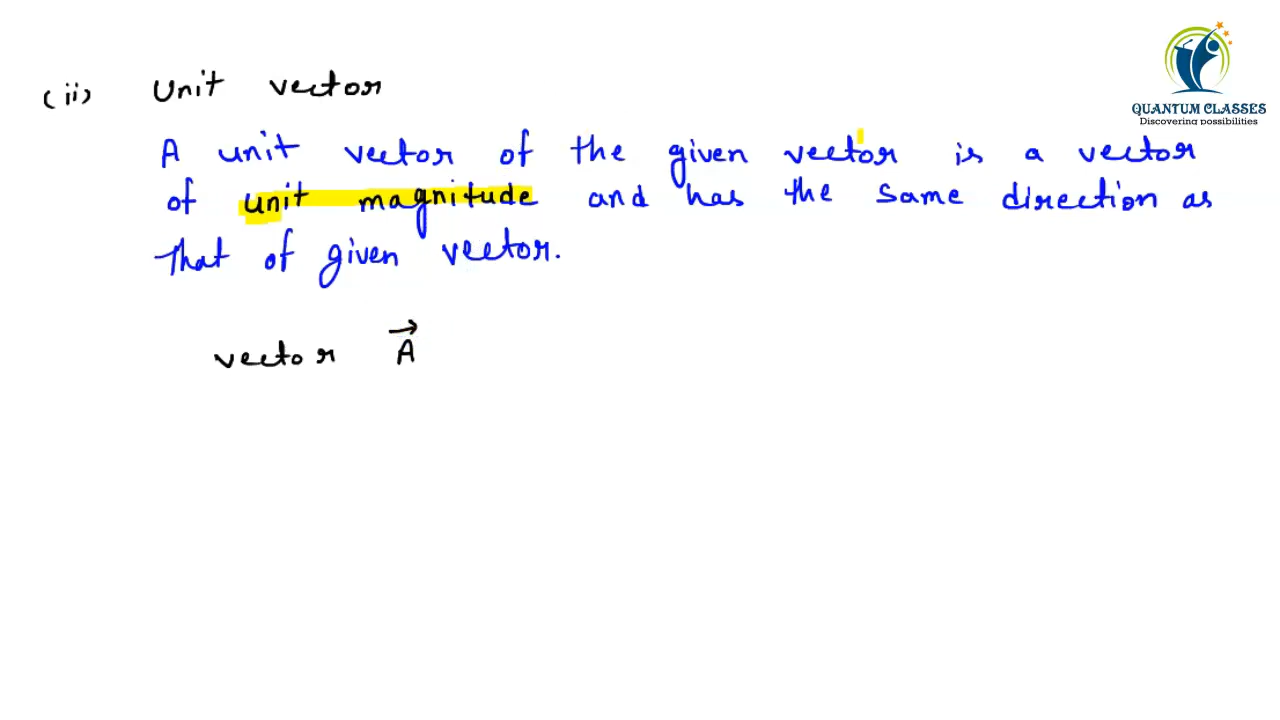 QUANTUM CLASSES
Discovering possibilities
(ii) Unit vector
A unit vector of the given vector is a vector
of unit magnitude and has the same direction as
that of given vector.
vector A⃗